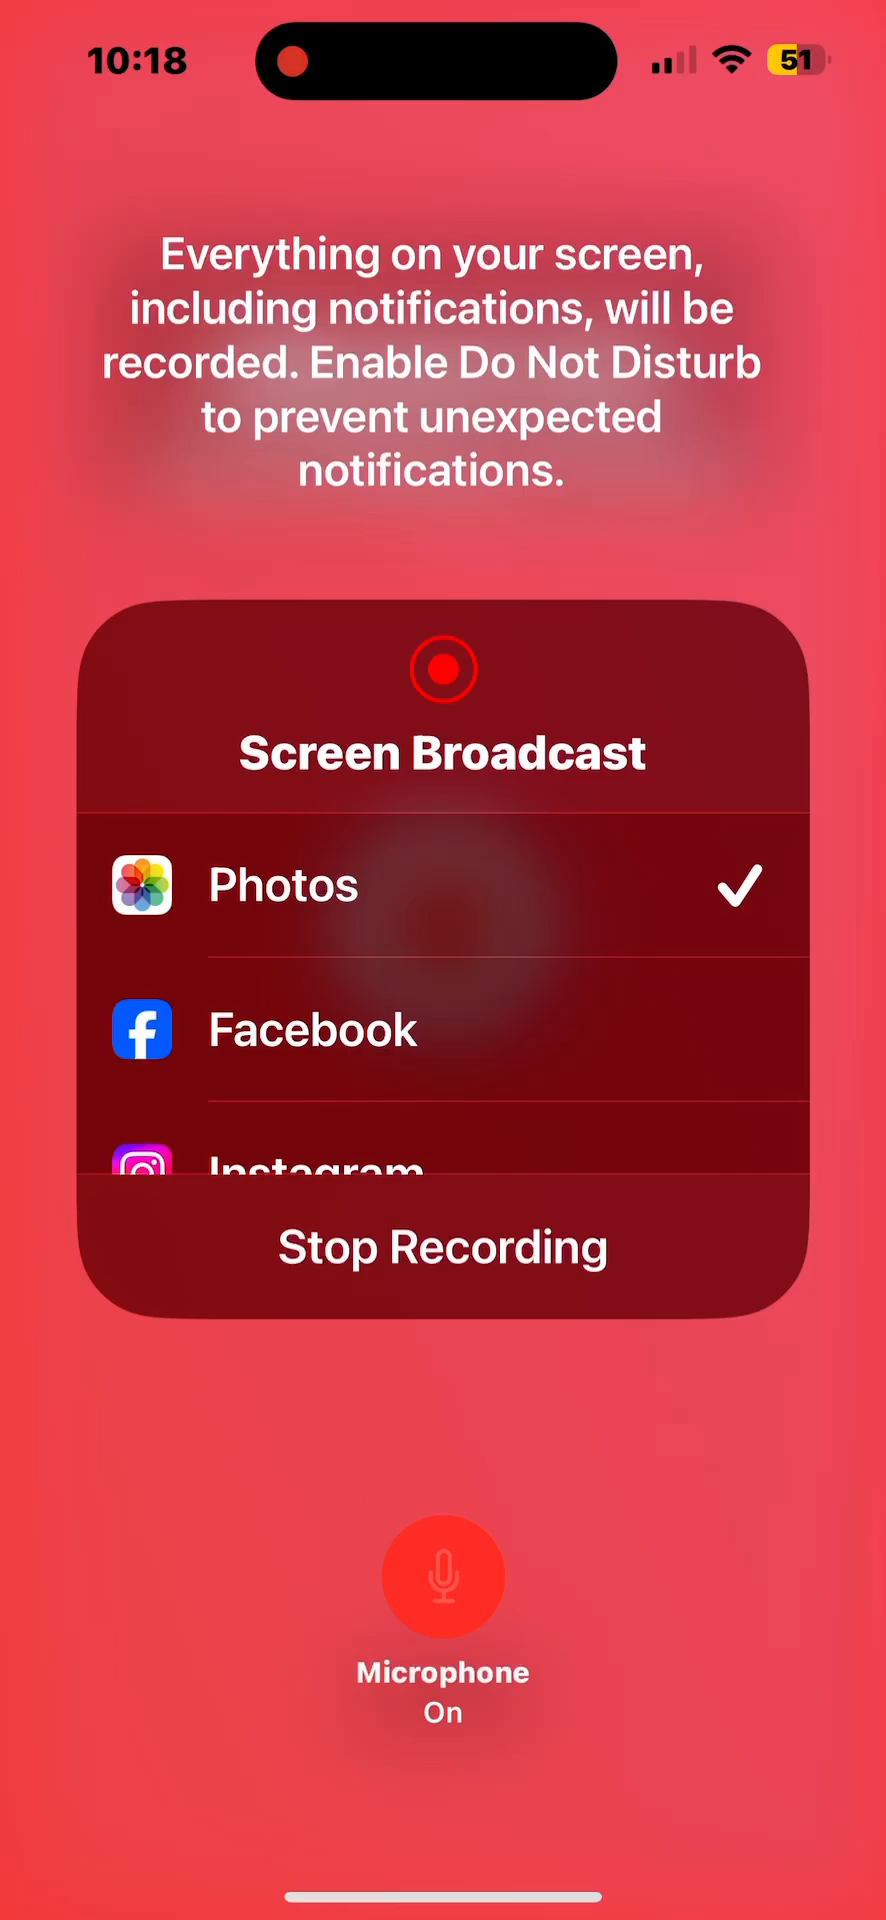 10:18
51
Everything on your screen,
including notifications, will be
recorded. Enable Do Not Disturb
to prevent unexpected
notifications.
Screen Broadcast
Photos
Facebook
Instagram
Stop Recording
Microphone
On